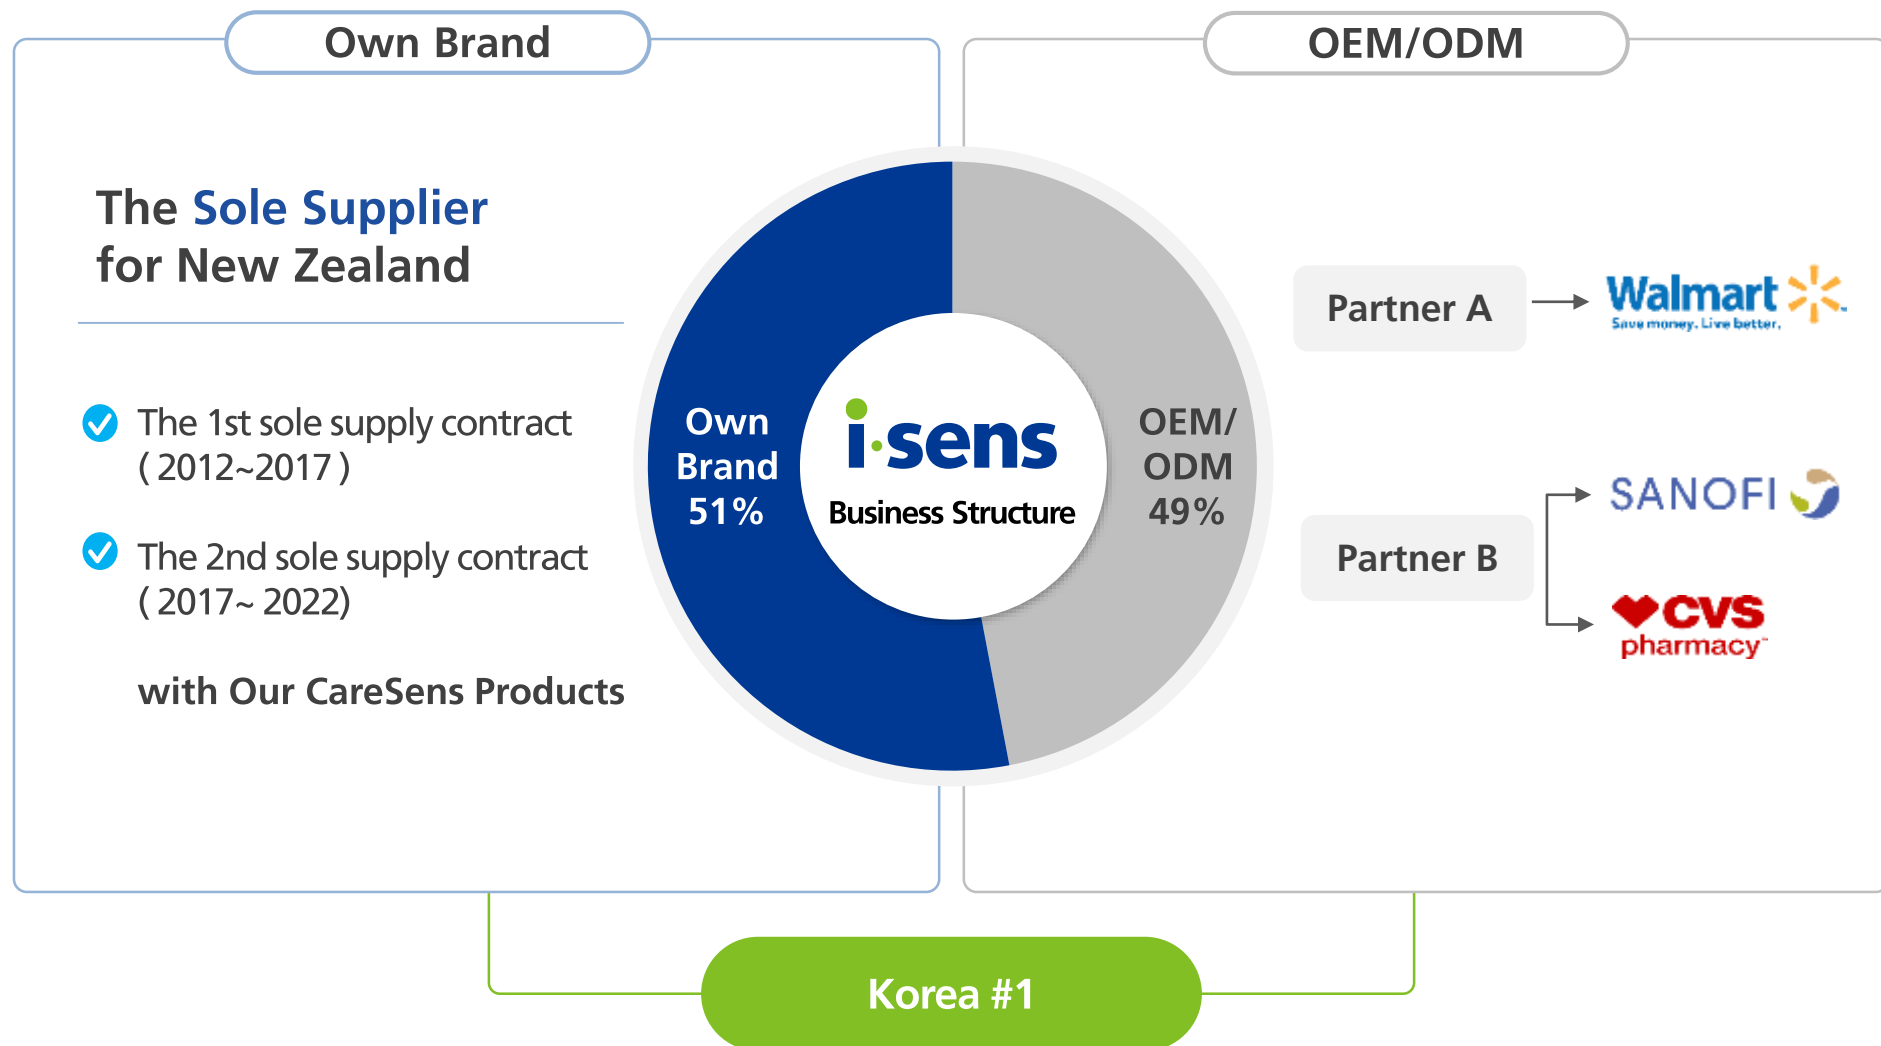 Own Brand
The Sole Supplier
for New Zealand
The 1st sole supply contract
( 2012~2017 )
The 2nd sole supply contract
( 2017~ 2022)
with Our CareSens Products
Own
Brand
51%
i·sens
Business Structure
OEM/
ODM
49%
OEM/ODM
Partner A
Walmart
Save money. Live better.
Partner B
SANOFI
CVS
pharmacy™
Korea #1